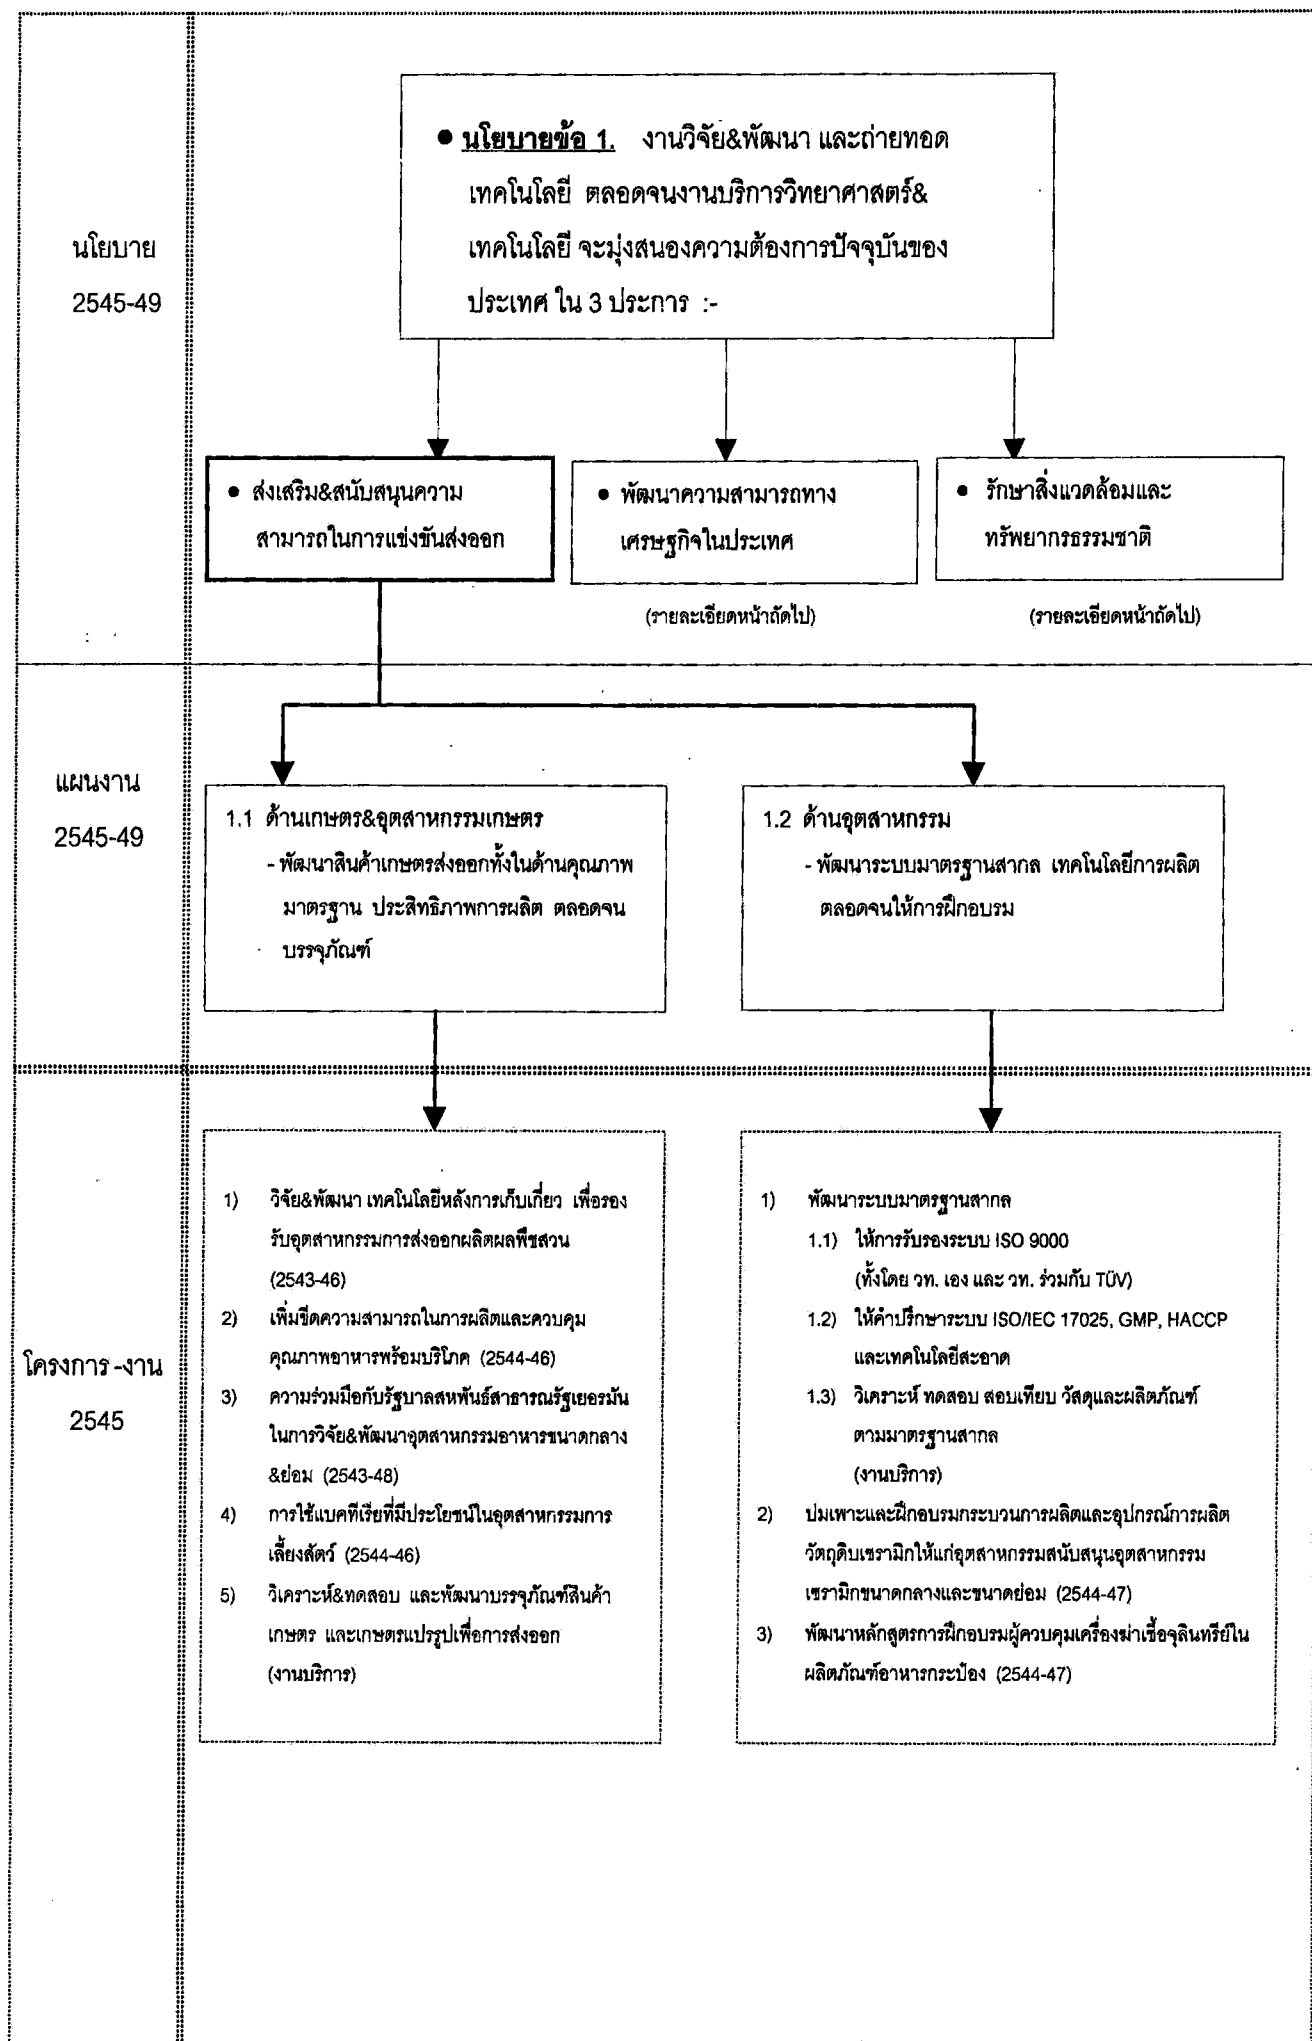 นโยบาย
2545-49
● นโยบายข้อ 1. งานวิจัย&พัฒนา และถ่ายทอด
เทคโนโลยี ตลอดจนงานบริการวิทยาศาสตร์&
เทคโนโลยี จะมุ่งสนองความต้องการปัจจุบันของ
ประเทศ ใน 3 ประการ :-
● ส่งเสริม&สนับสนุนความ
สามารถในการแข่งขันส่งออก
● พัฒนาความสามารถทาง
เศรษฐกิจในประเทศ
(รายละเอียดหน้าถัดไป)
● รักษาสิ่งแวดล้อมและ
ทรัพยากรธรรมชาติ
(รายละเอียดหน้าถัดไป)
แผนงาน
2545-49
1.1 ด้านเกษตร&อุตสาหกรรมเกษตร
- พัฒนาสินค้าเกษตรส่งออกทั้งในด้านคุณภาพ
มาตรฐาน ประสิทธิภาพการผลิต ตลอดจน
บรรจุภัณฑ์
1.2 ด้านอุตสาหกรรม
- พัฒนาระบบมาตรฐานสากล เทคโนโลยีการผลิต
ตลอดจนให้การฝึกอบรม
โครงการ-งาน
2545
1) วิจัย&พัฒนา เทคโนโลยีหลังการเก็บเกี่ยว เพื่อรอง
รับอุตสาหกรรมการส่งออกผลิตผลพืชสวน
(2543-46)
2) เพิ่มขีดความสามารถในการผลิตและควบคุม
คุณภาพอาหารพร้อมบริโภค (2544-46)
3) ความร่วมมือกับรัฐบาลสหพันธ์สาธารณรัฐเยอรมัน
ในการวิจัย&พัฒนาอุตสาหกรรมอาหารขนาดกลาง
&ย่อม (2543-48)
4) การใช้แบคทีเรียที่มีประโยชน์ในอุตสาหกรรมการ
เลี้ยงสัตว์ (2544-46)
5) วิเคราะห์&ทดสอบ และพัฒนาบรรจุภัณฑ์สินค้า
เกษตร และเกษตรแปรรูปเพื่อการส่งออก
(งานบริการ)
1) พัฒนาระบบมาตรฐานสากล
1.1) ให้การรับรองระบบ ISO 9000
(ทั้งโดย วท. เอง และ วท. ร่วมกับ TÜV)
1.2) ให้คำปรึกษาระบบ ISO/IEC 17025, GMP, HACCP
และเทคโนโลยีสะอาด
1.3) วิเคราะห์ ทดสอบ สอบเทียบ วัสดุและผลิตภัณฑ์
ตามมาตรฐานสากล
(งานบริการ)
2) บ่มเพาะและฝึกอบรมกระบวนการผลิตและอุปกรณ์การผลิต
วัตถุดิบเซรามิกให้แก่อุตสาหกรรมสนับสนุนอุตสาหกรรม
เซรามิกขนาดกลางและขนาดย่อม (2544-47)
3) พัฒนาหลักสูตรการฝึกอบรมผู้ควบคุมเครื่องฆ่าเชื้อจุลินทรีย์ใน
ผลิตภัณฑ์อาหารกระป๋อง (2544-47)